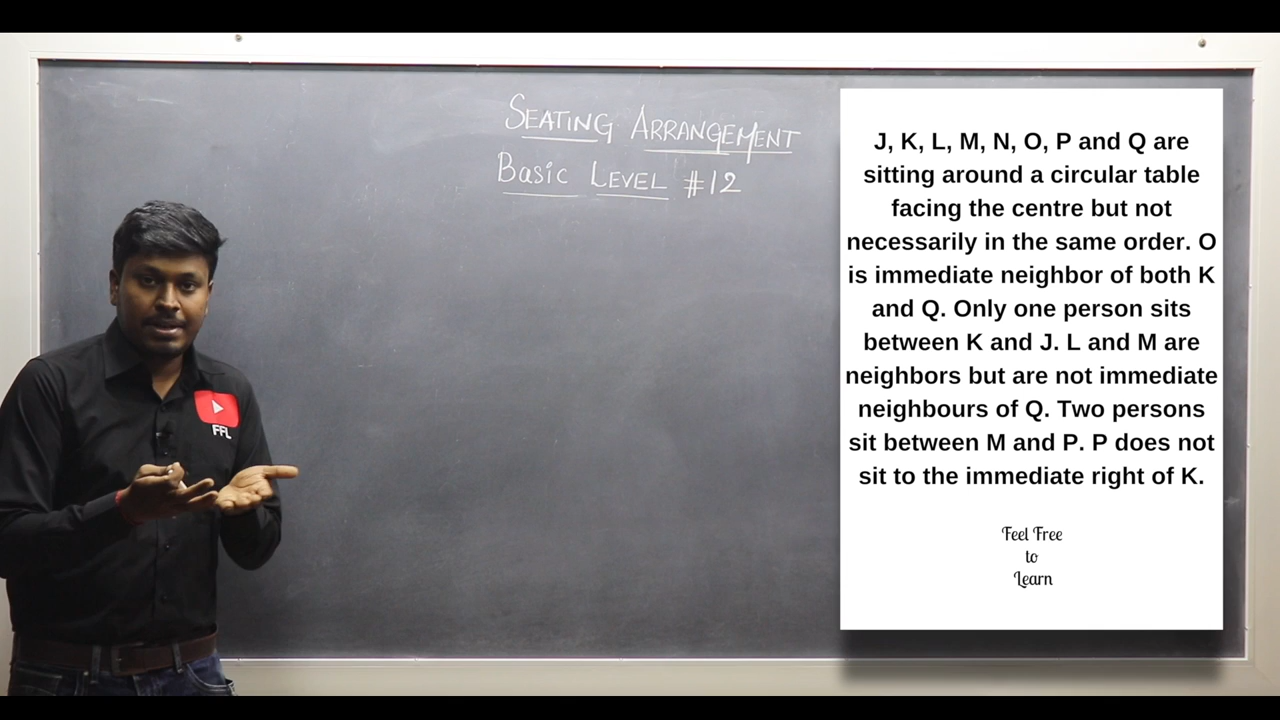 SEATING ARRANGEMENT
Basic LEVEL #12
J, K, L, M, N, O, P and Q are
sitting around a circular table
facing the centre but not
necessarily in the same order. O
is immediate neighbor of both K
and Q. Only one person sits
between K and J. L and M are
neighbors but are not immediate
neighbours of Q. Two persons
sit between M and P. P does not
sit to the immediate right of K.
Feel Free
to
Learn
FFL